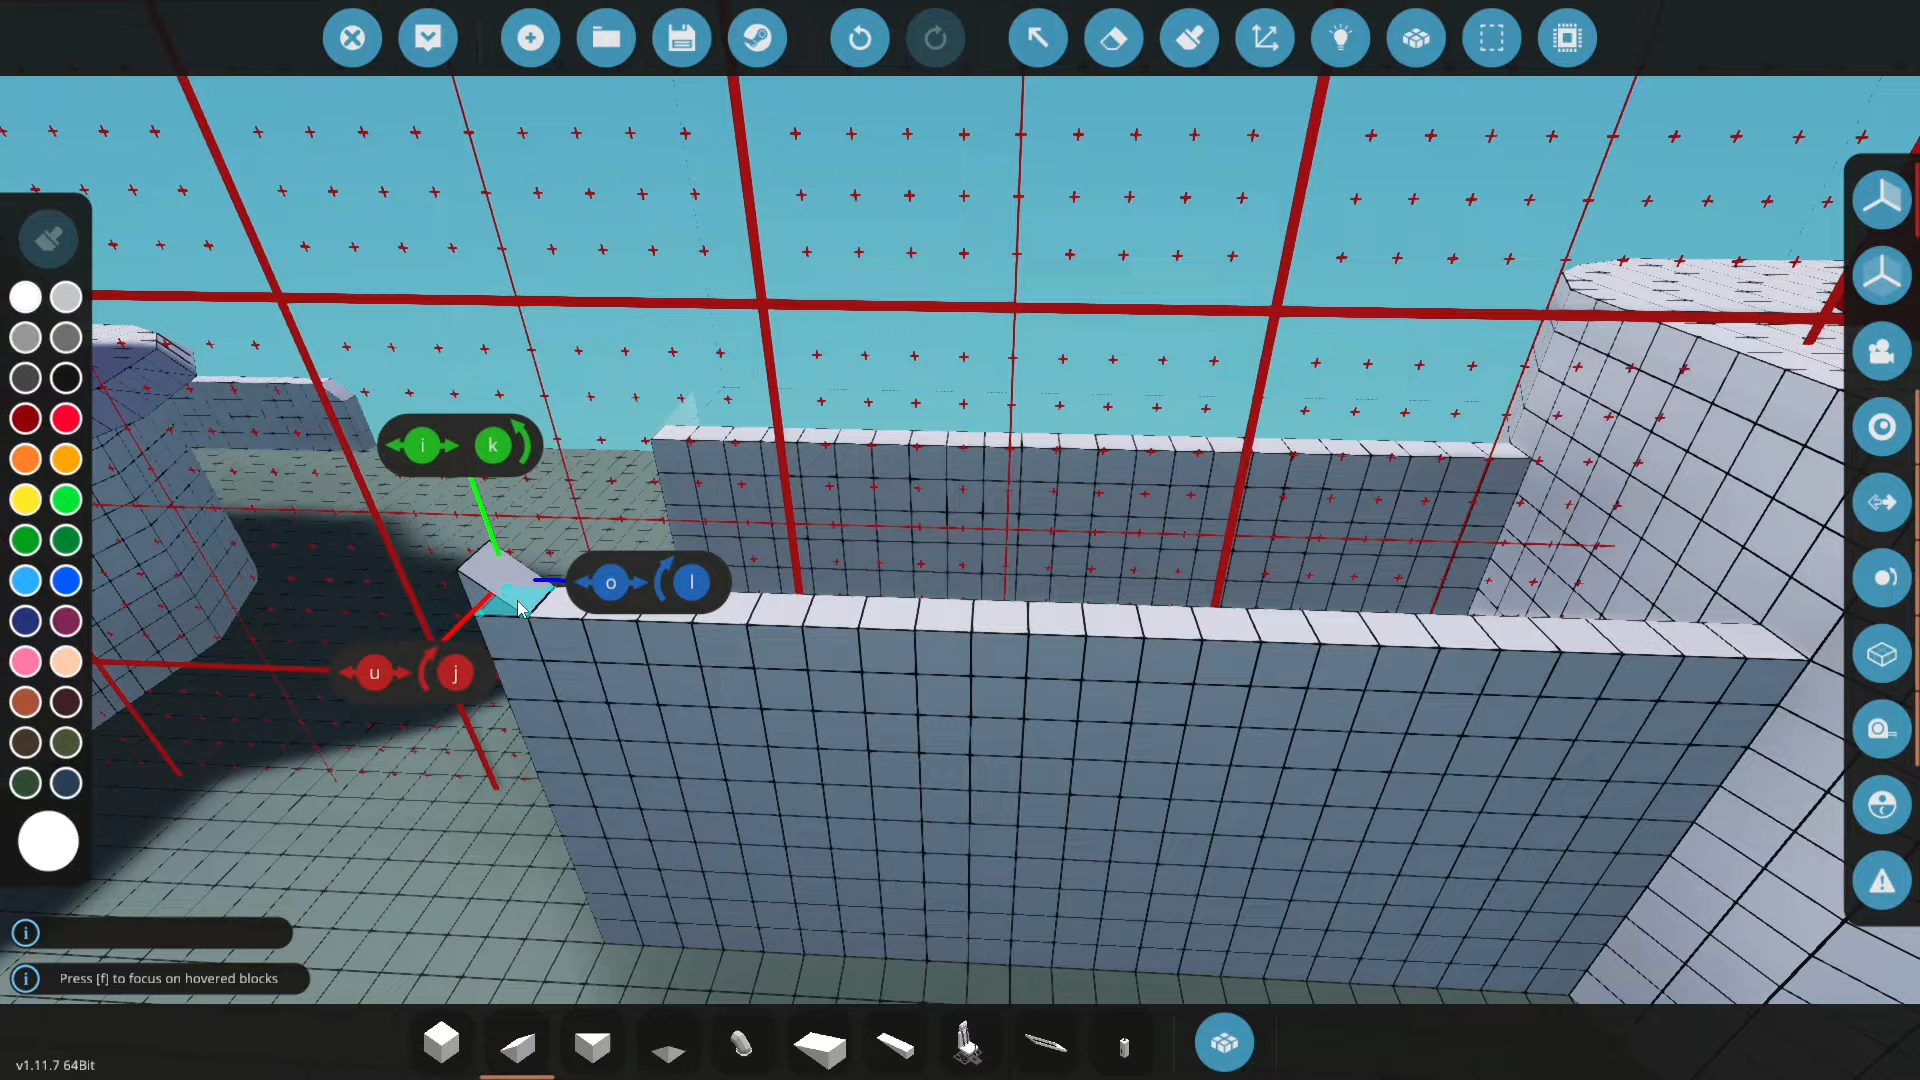 i k
o l
u j
Press [f] to focus on hovered blocks
v1.11.7 64Bit